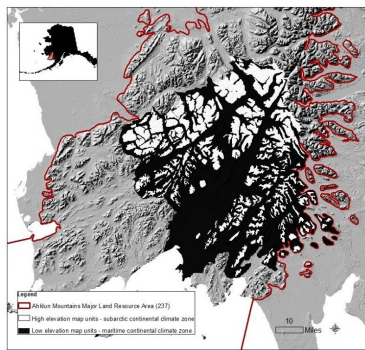 Legend
Ahklun Mountains Major Land Resource Area (237)
High elevation map units - subarctic continental climate zone
Low elevation map units - maritime continental climate zone
10
Miles